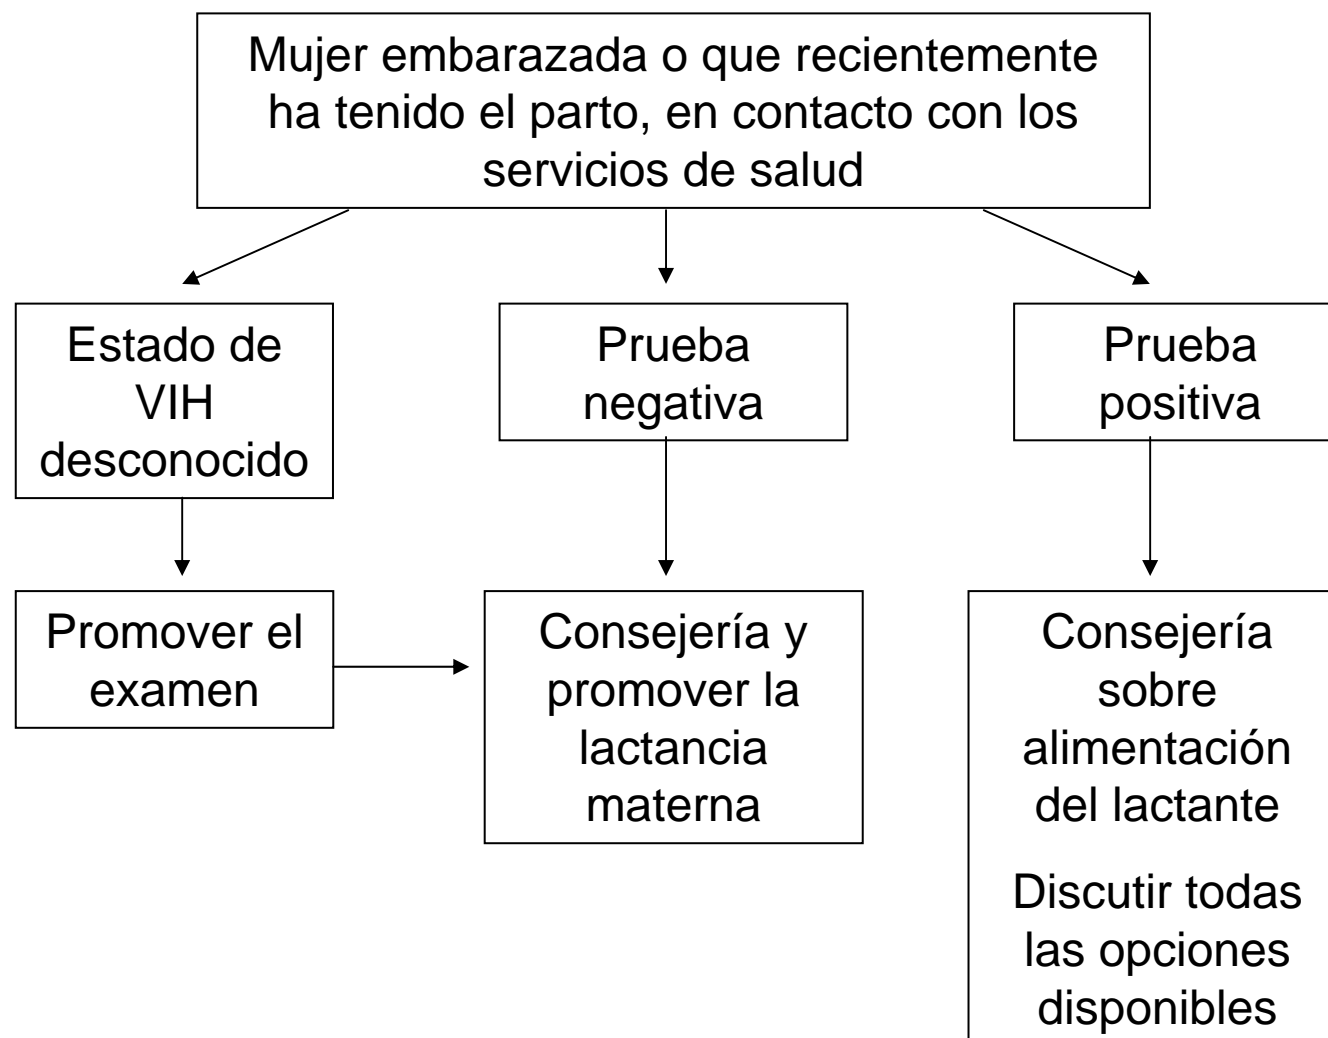 Mujer embarazada o que recientemente
ha tenido el parto, en contacto con los
servicios de salud
Estado de
VIH
desconocido
Prueba
negativa
Prueba
positiva
Promover el
examen
Consejería y
promover la
lactancia
materna
Consejería
sobre
alimentación
del lactante
Discutir todas
las opciones
disponibles